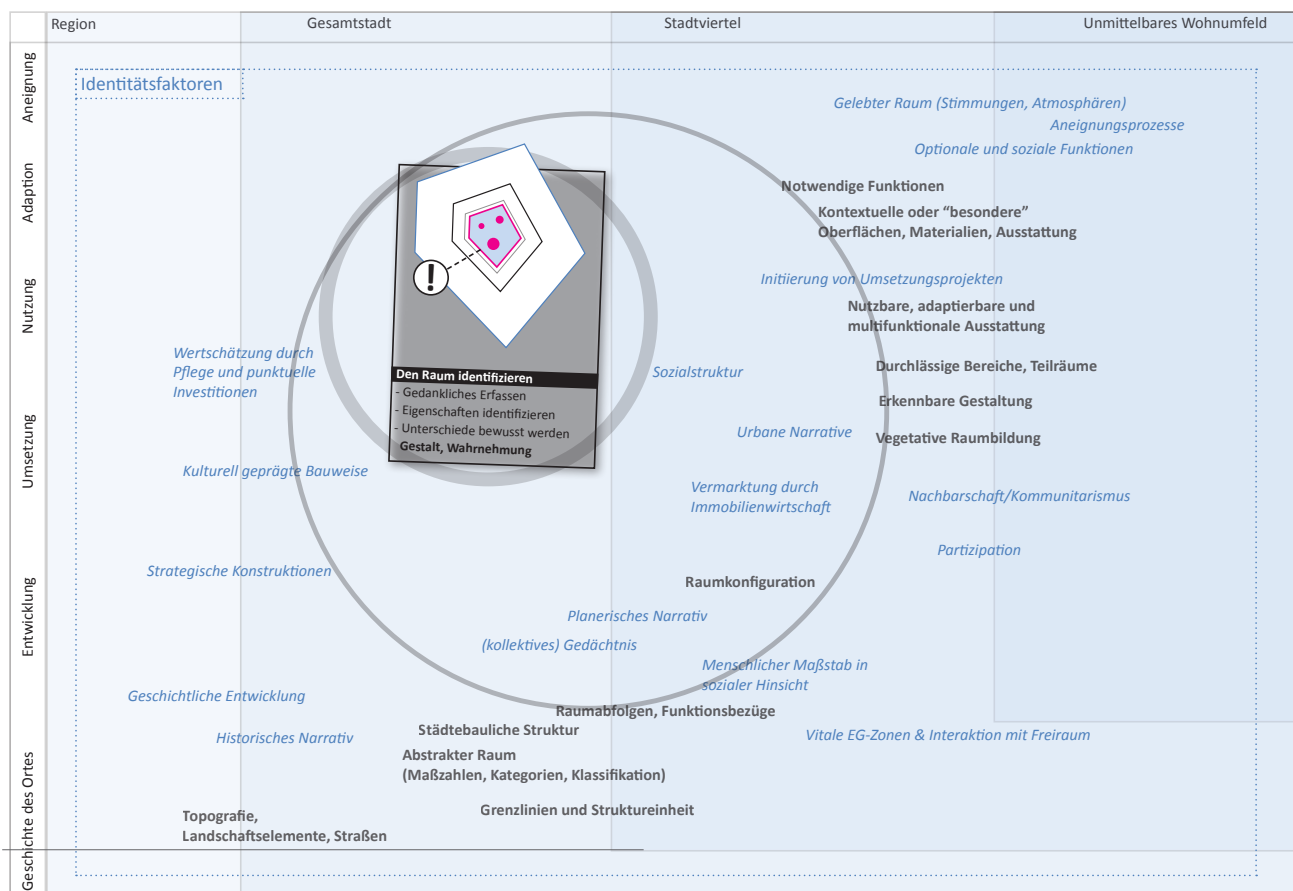 Region
Gesamtstadt
Stadtviertel
Unmittelbares Wohnumfeld
Aneignung
Adaption
Nutzung
Umsetzung
Entwicklung
Geschichte des Ortes
Identitätsfaktoren
Gelebter Raum (Stimmungen, Atmosphären)
Aneignungsprozesse
Optionale und soziale Funktionen
Notwendige Funktionen
Kontextuelle oder “besondere”
Oberflächen, Materialien, Ausstattung
Initiierung von Umsetzungsprojekten
Nutzbare, adaptierbare und
multifunktionale Ausstattung
!
Wertschätzung durch
Pflege und punktuelle
Investitionen
Den Raum identifizieren
- Gedankliches Erfassen
- Eigenschaften identifizieren
- Unterschiede bewusst werden
Gestalt, Wahrnehmung
Sozialstruktur
Durchlässige Bereiche, Teilräume
Erkennbare Gestaltung
Urbane Narrative
Vegetative Raumbildung
Kulturell geprägte Bauweise
Vermarktung durch
Immobilienwirtschaft
Nachbarschaft/Kommunitarismus
Partizipation
Strategische Konstruktionen
Raumkonfiguration
Planerisches Narrativ
(kollektives) Gedächtnis
Menschlicher Maßstab in
sozialer Hinsicht
Geschichtliche Entwicklung
Raumabfolgen, Funktionsbezüge
Städtebauliche Struktur
Historisches Narrativ
Vitale EG-Zonen & Interaktion mit Freiraum
Abstrakter Raum
(Maßzahlen, Kategorien, Klassifikation)
Grenzlinien und Struktureinheit
Topografie,
Landschaftselemente, Straßen